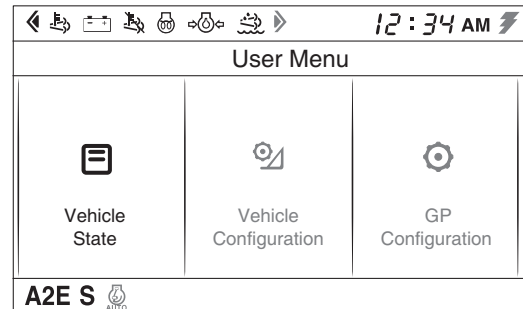 12:34 AM
User Menu
Vehicle State
Vehicle Configuration
GP Configuration
A2E S
AUTO